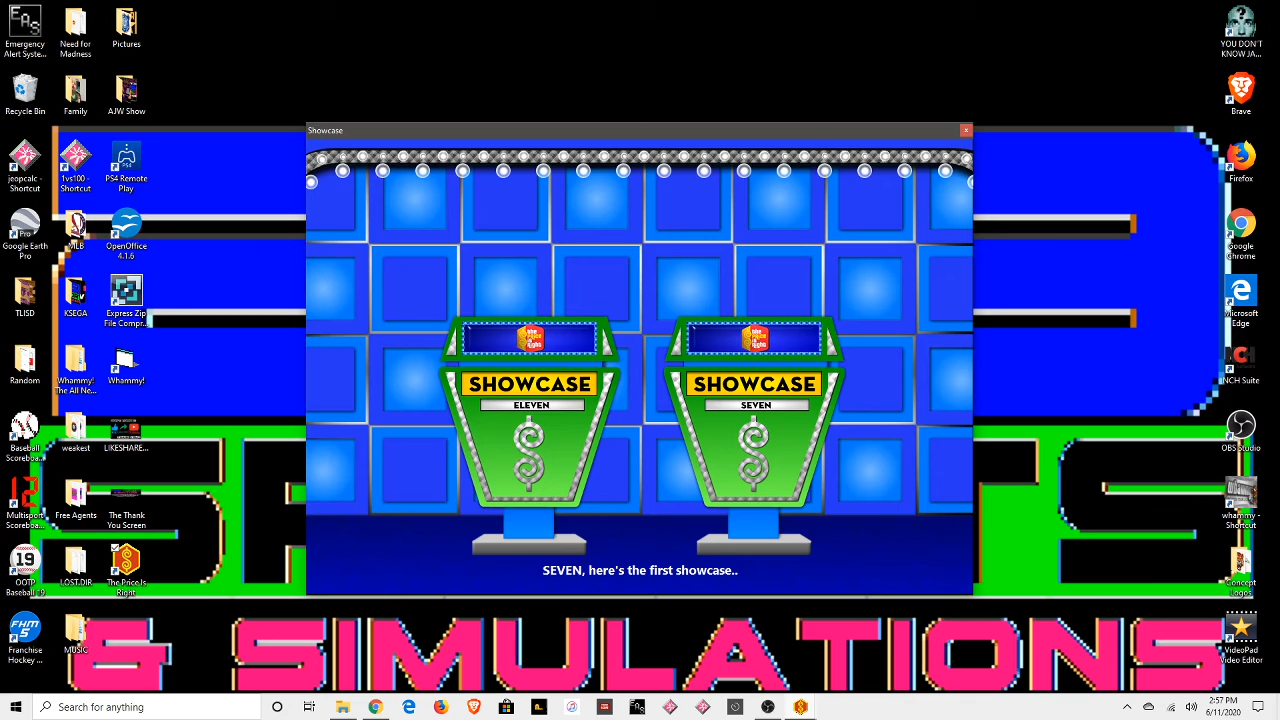 Emergency
Alert Syste...
Need for
Madness
Pictures
YOU DON'T
KNOW JA...
Recycle Bin
Family
AJW Show
Brave
Showcase
jeopcalc -
Shortcut
1vs100 -
Shortcut
PS4 Remote
Play
Firefox
Google Earth
Pro
MLB
OpenOffice
4.1.6
Google
Chrome
TLISD
KSEGA
Express Zip
File Compr...
Microsoft
Edge
Random
Whammy!
The All Ne...
Whammy!
NCH Suite
SHOWCASE
ELEVEN
SHOWCASE
SEVEN
Baseball
Scoreboa...
weakest
LIKESHARE...
OBS Studio
12
Multisport
Scoreboa...
Free Agents
The Thank
You Screen
whammy -
Shortcut
19
OOTP
Baseball 19
LOST.DIR
The Price Is
Right
Concept
Logos
SEVEN, here's the first showcase..
FHM
5
Franchise
Hockey ...
MUSIC
VideoPad
Video Editor
& SIMULATIONS
Search for anything
2:57 PM
6/11/2020